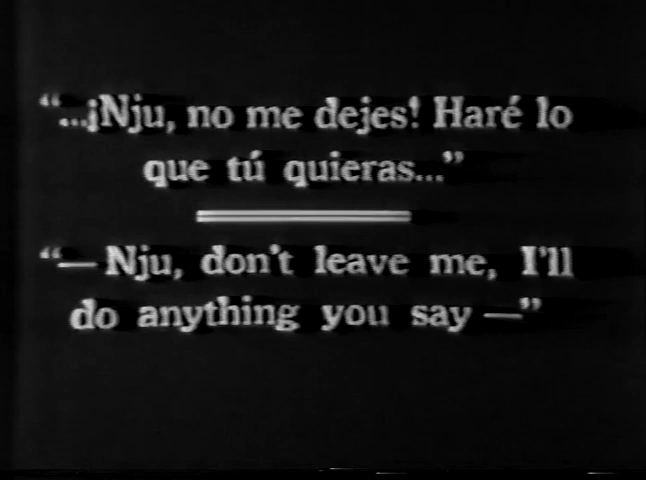 “...¡Nju, no me dejes! Haré lo
que tú quieras...”
“— Nju, don't leave me, I'll
do anything you say —”